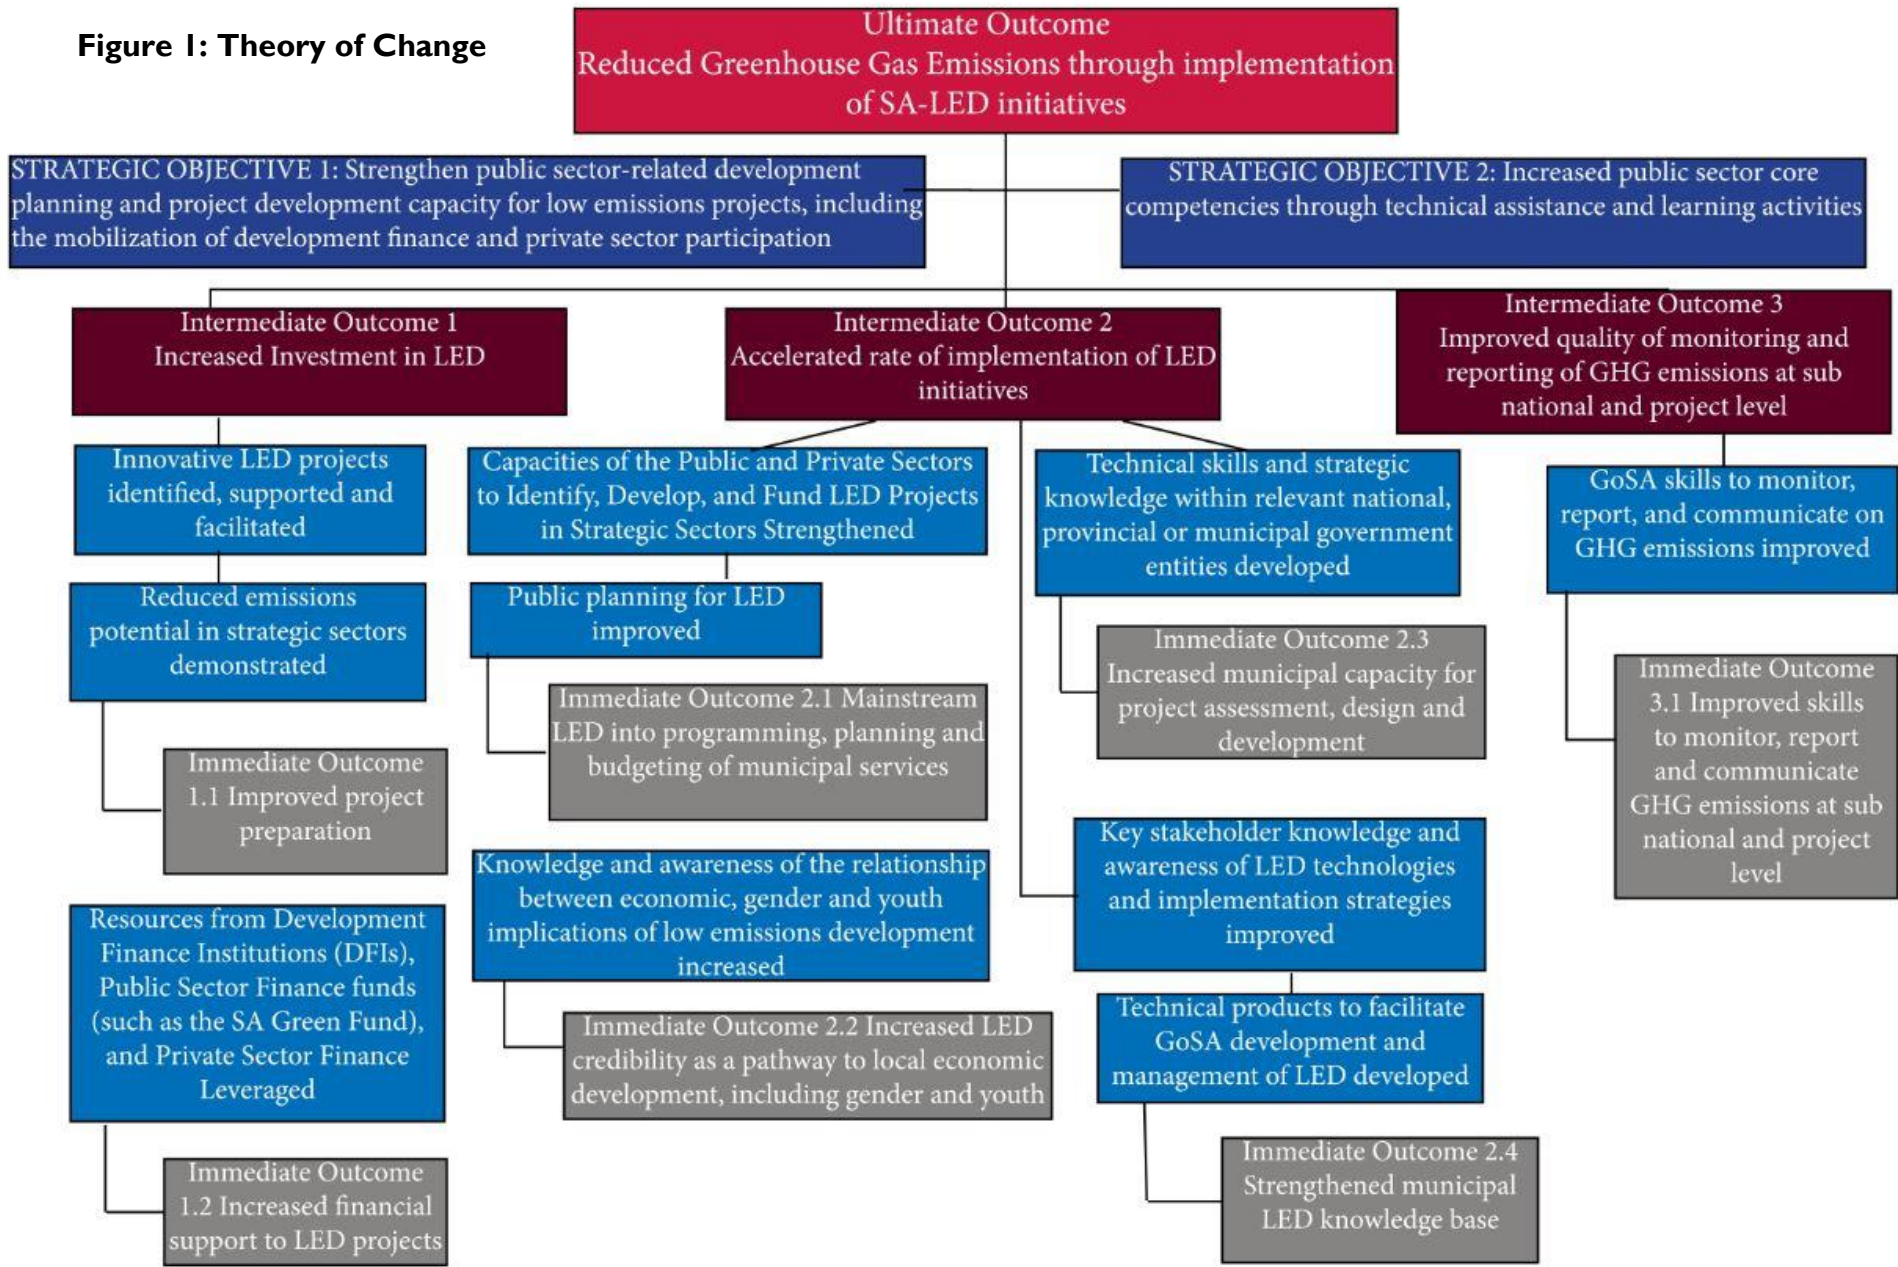 Figure 1: Theory of Change
Ultimate Outcome
Reduced Greenhouse Gas Emissions through implementation
of SA-LED initiatives
STRATEGIC OBJECTIVE 1: Strengthen public sector-related development
planning and project development capacity for low emissions projects, including
the mobilization of development finance and private sector participation
STRATEGIC OBJECTIVE 2: Increased public sector core
competencies through technical assistance and learning activities
Intermediate Outcome 1
Increased Investment in LED
Intermediate Outcome 2
Accelerated rate of implementation of LED
initiatives
Intermediate Outcome 3
Improved quality of monitoring and
reporting of GHG emissions at sub
national and project level
Innovative LED projects
identified, supported and
facilitated
Reduced emissions
potential in strategic sectors
demonstrated
Immediate Outcome
1.1 Improved project
preparation
Resources from Development
Finance Institutions (DFIs),
Public Sector Finance funds
(such as the SA Green Fund),
and Private Sector Finance
Leveraged
Immediate Outcome
1.2 Increased financial
support to LED projects
Capacities of the Public and Private Sectors
to Identify, Develop, and Fund LED Projects
in Strategic Sectors Strengthened
Public planning for LED
improved
Immediate Outcome 2.1 Mainstream
LED into programming, planning and
budgeting of municipal services
Knowledge and awareness of the relationship
between economic, gender and youth
implications of low emissions development
increased
Immediate Outcome 2.2 Increased LED
credibility as a pathway to local economic
development, including gender and youth
Technical skills and strategic
knowledge within relevant national,
provincial or municipal government
entities developed
Immediate Outcome 2.3
Increased municipal capacity for
project assessment, design and
development
Key stakeholder knowledge and
awareness of LED technologies
and implementation strategies
improved
Technical products to facilitate
GoSA development and
management of LED developed
Immediate Outcome 2.4
Strengthened municipal
LED knowledge base
GoSA skills to monitor,
report, and communicate on
GHG emissions improved
Immediate Outcome
3.1 Improved skills
to monitor, report
and communicate
GHG emissions at sub
national and project
level